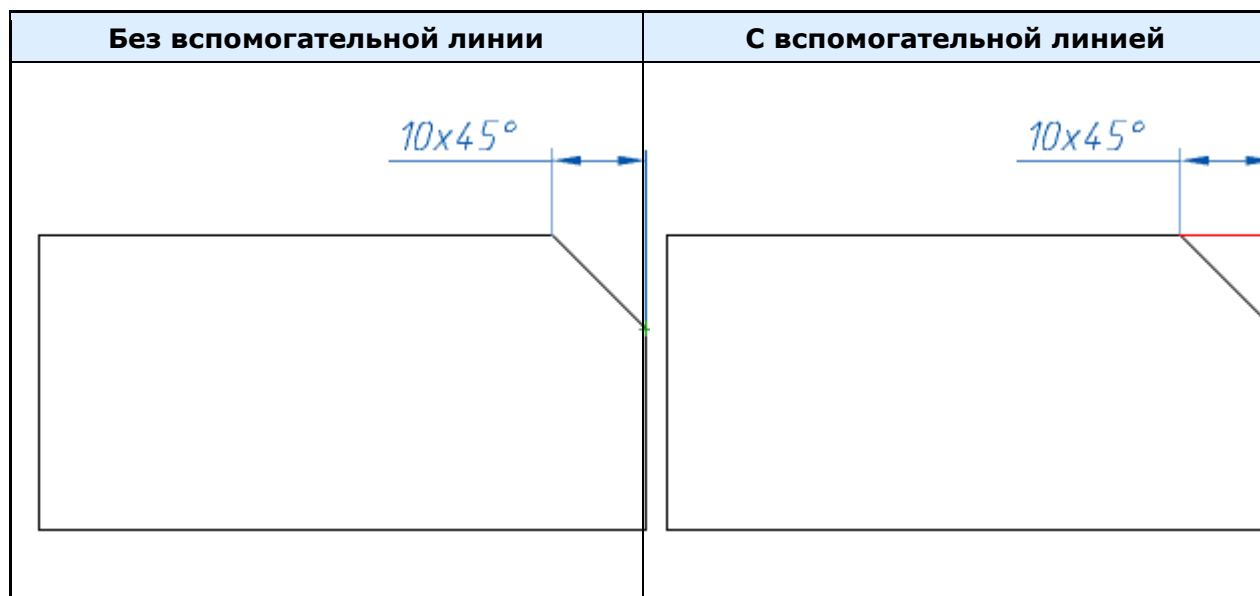 Без вспомогательной линии
С вспомогательной линией
10x45°
10x45°